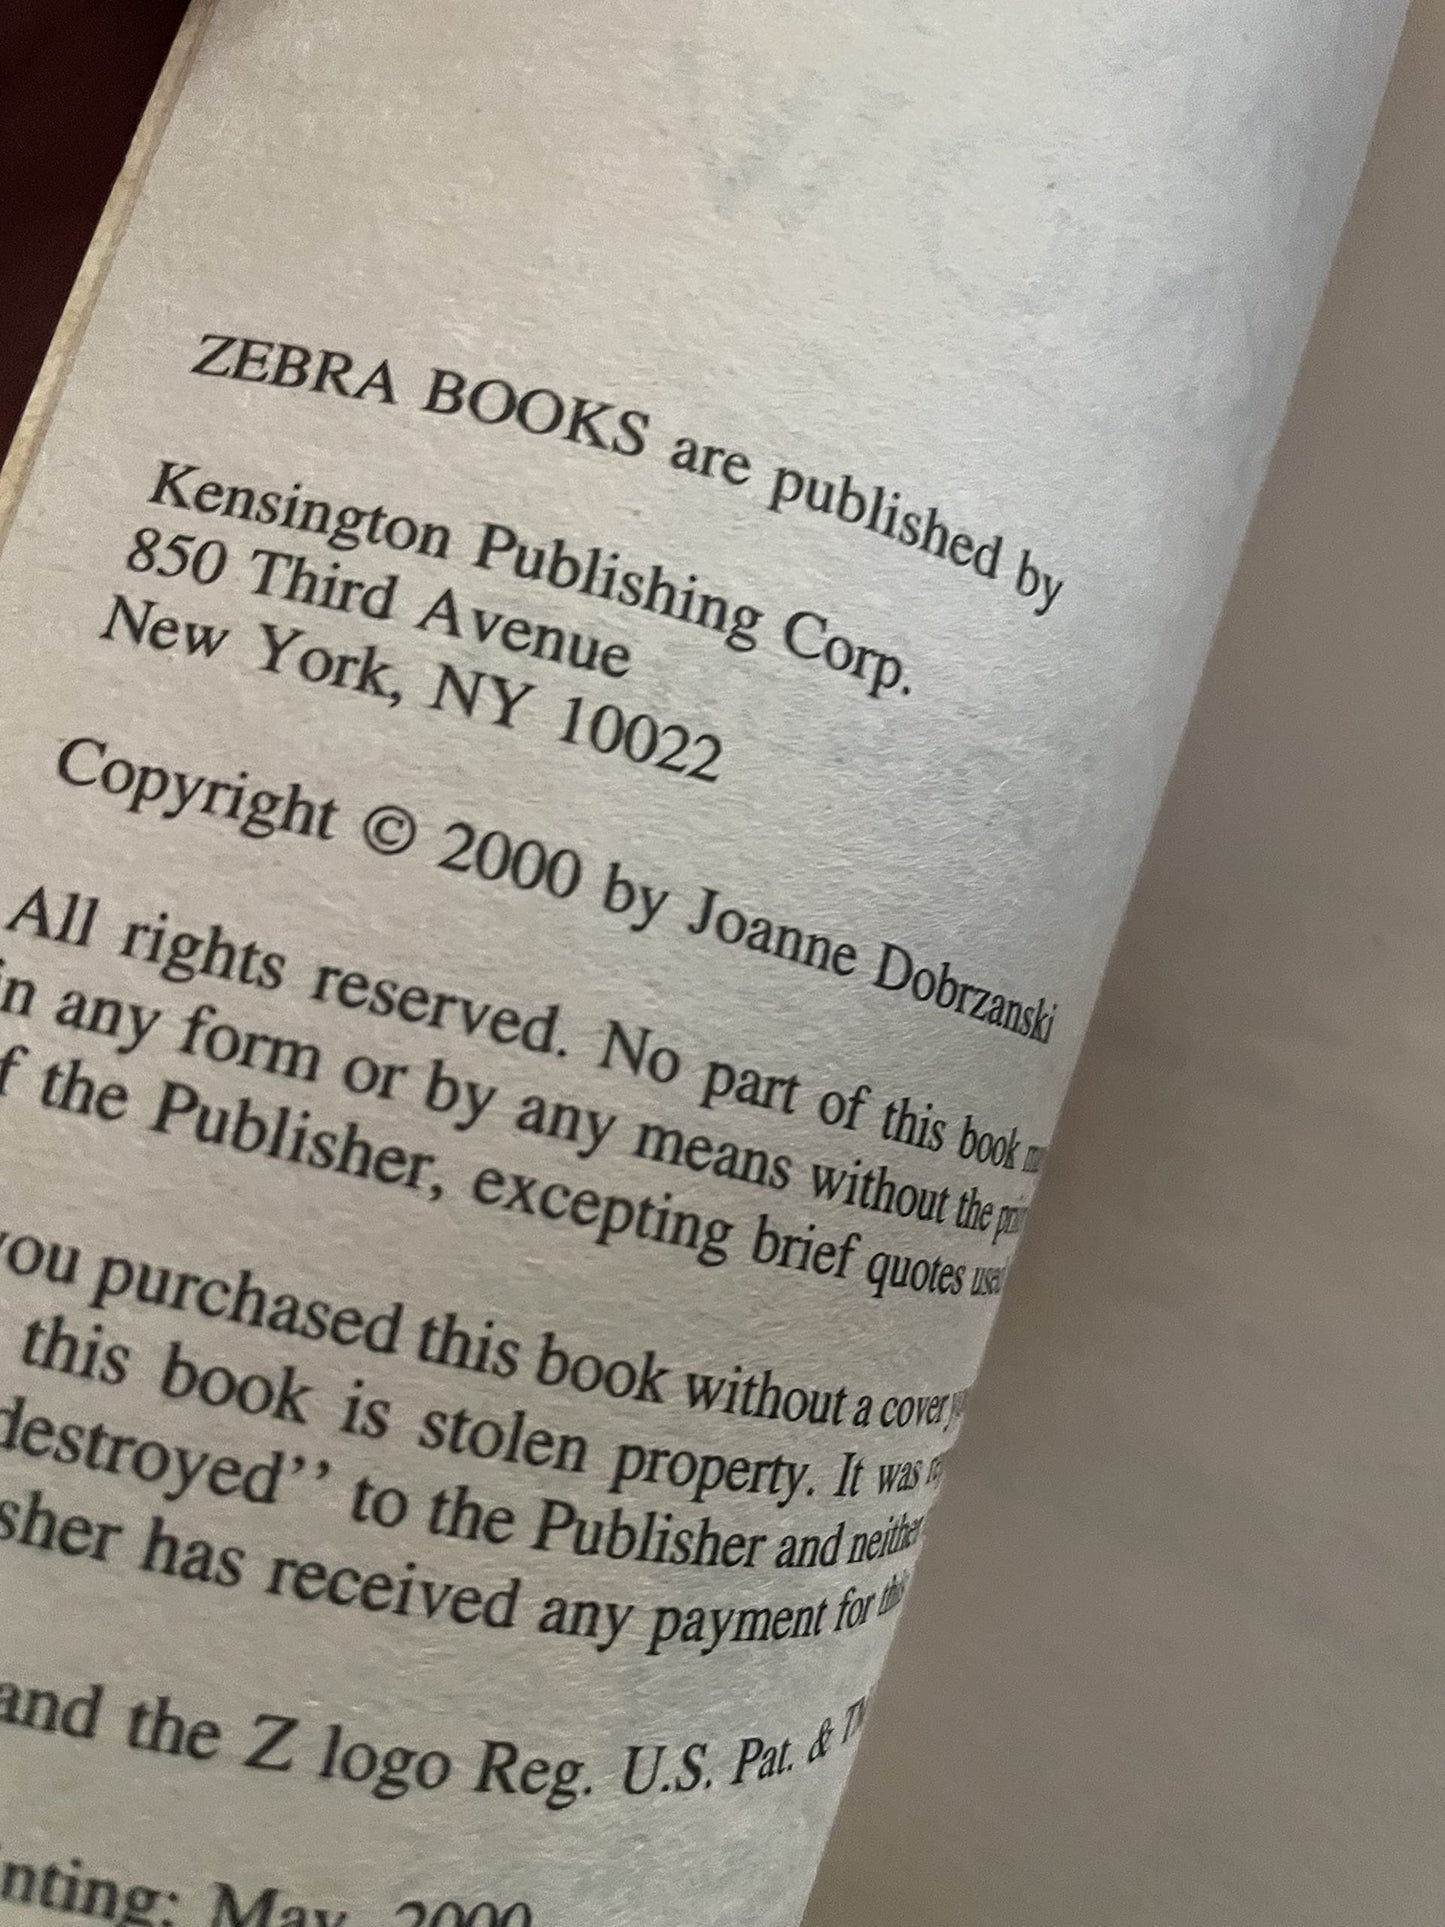 ZEBRA BOOKS are published by
Kensington Publishing Corp.
850 Third Avenue
New York, NY 10022
Copyright © 2000 by Joanne Dobrzanski
All rights reserved. No part of this book
in any form or by any means without the
the Publisher, excepting brief quotes
purchased this book without a cover
this book is stolen property. It was
destroyed’’ to the Publisher and neither
has received any payment for
and the Z logo Reg. U.S. Pat. &
May, 2000